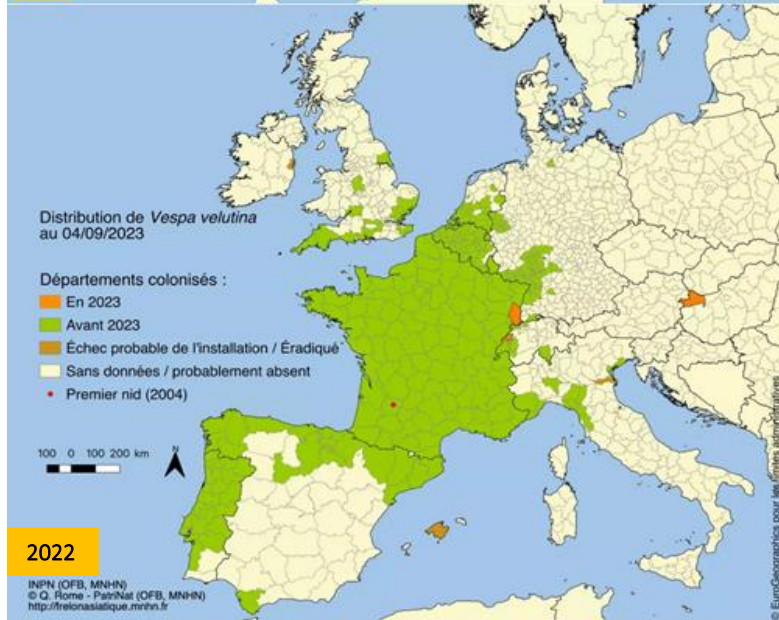 Distribution de Vespa velutina
au 04/09/2023
Départements colonisés :
En 2023
Avant 2023
Échec probable de l'installation / Éradiqué
Sans données / probablement absent
Premier nid (2004)
100 0 100 200 km
N
2022
INPN (OFB, MNHN)
© Q. Rome - PatriNat (OFB, MNHN)
http://frelonasiatique.mnhn.fr
© EuroGeographics pour les limites administratives